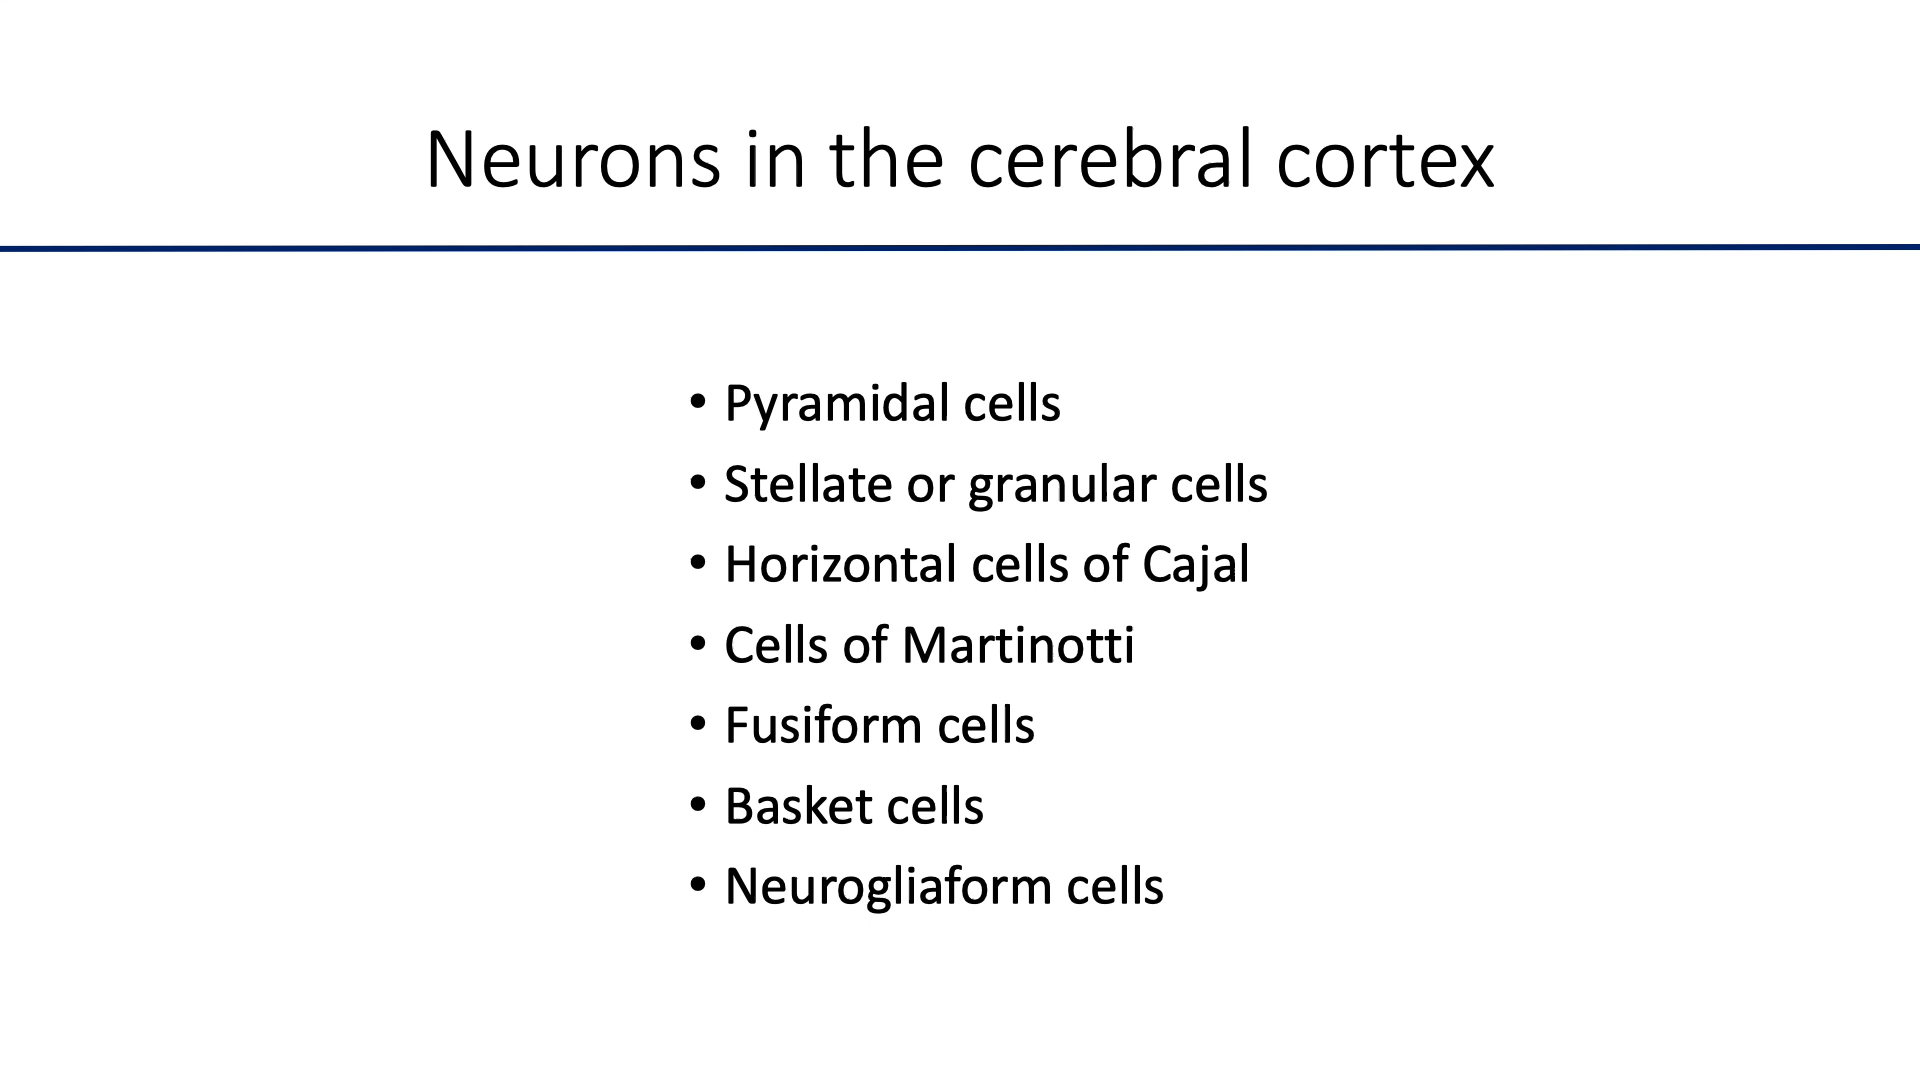 Neurons in the cerebral cortex
• Pyramidal cells
• Stellate or granular cells
• Horizontal cells of Cajal
• Cells of Martinotti
• Fusiform cells
• Basket cells
• Neurogliaform cells